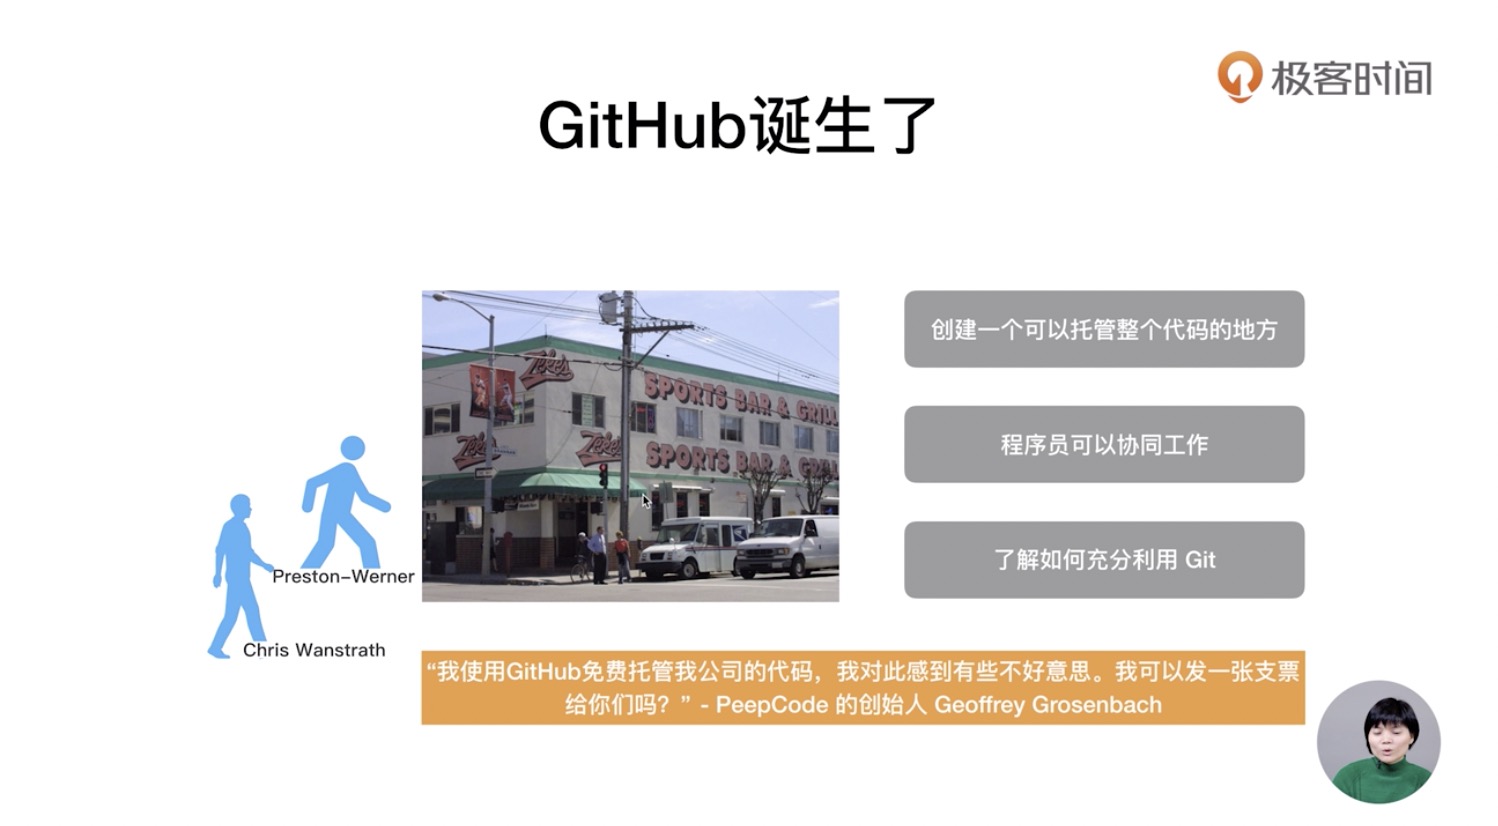 极客时间
GitHub诞生了
Zeke's
SPORTS BAR & GRILL
Zeke's
Zeke's
SPORTS BAR & GRILL
创建一个可以托管整个代码的地方
程序员可以协同工作
了解如何充分利用 Git
Preston-Werner
Chris Wanstrath
“我使用GitHub免费托管我公司的代码，我对此感到有些不好意思。我可以发一张支票
给你们吗？” - PeepCode 的创始人 Geoffrey Grosenbach